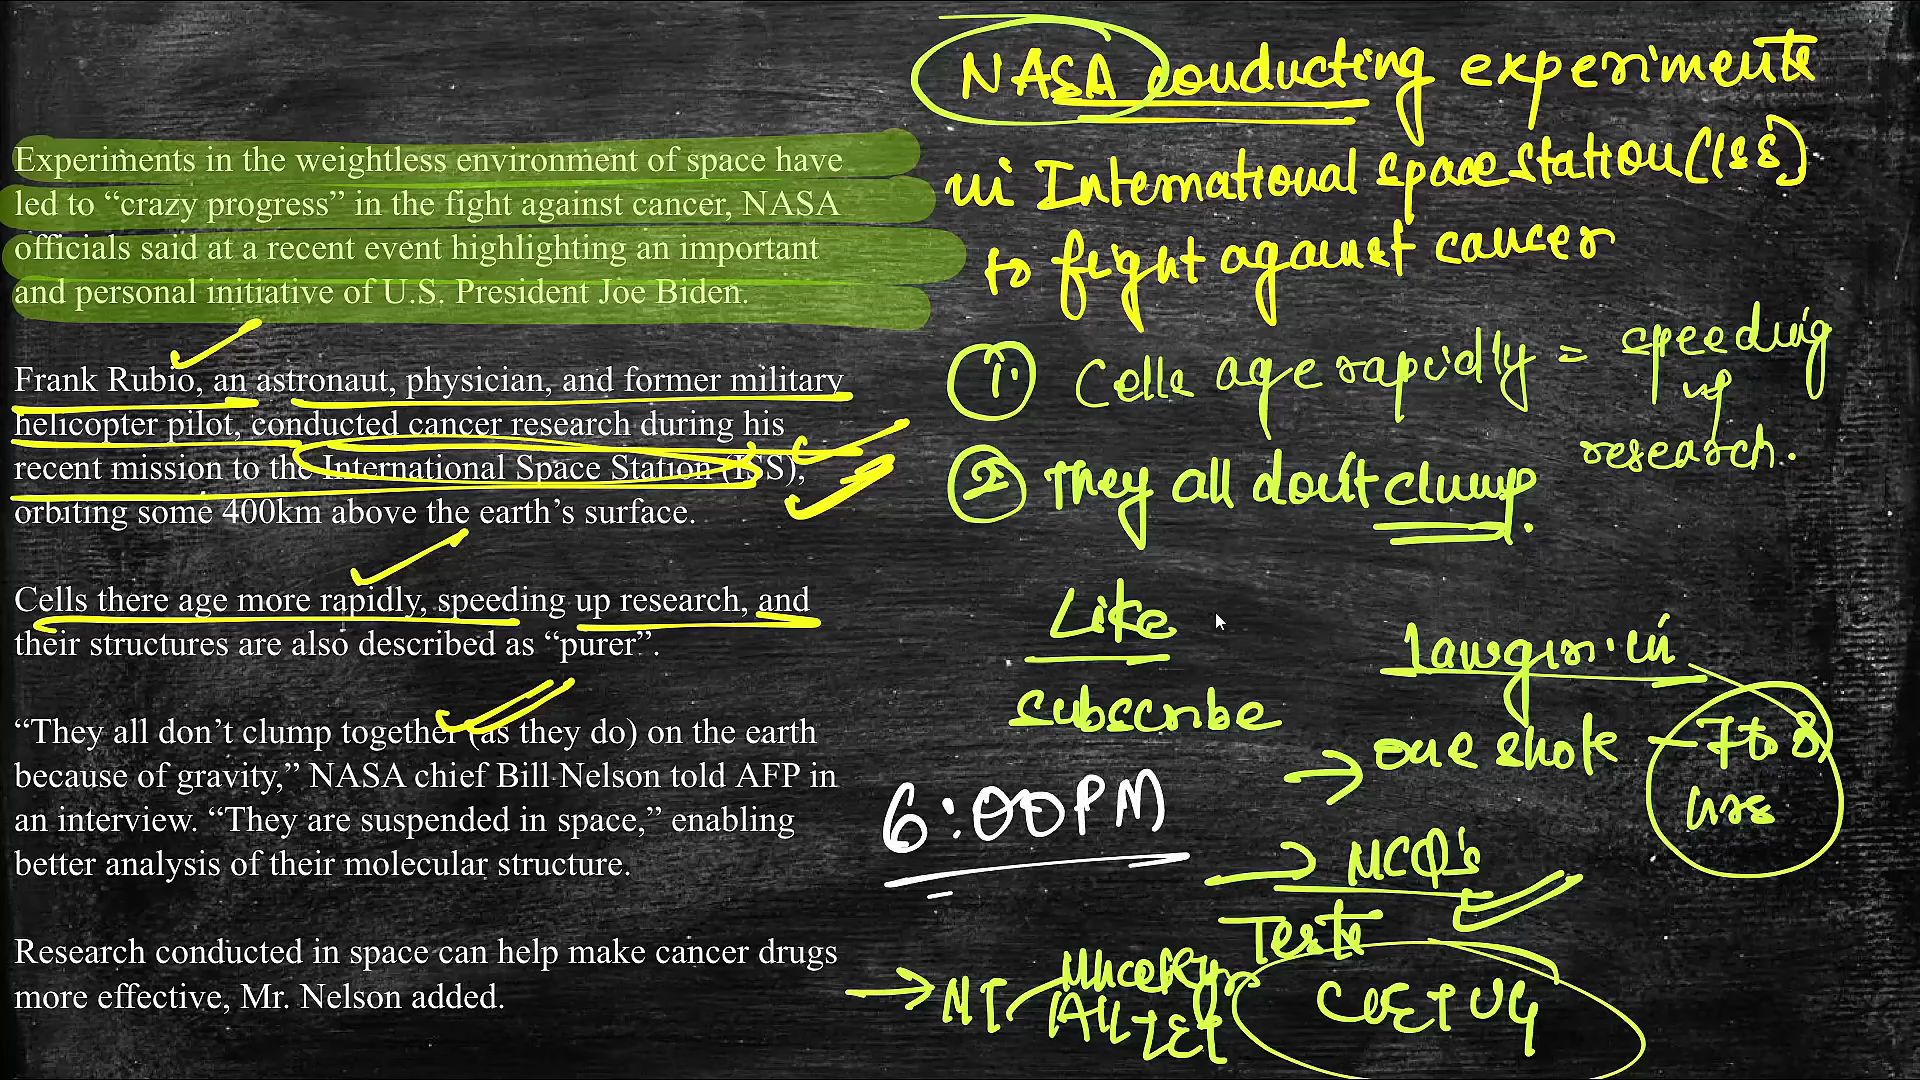 Experiments in the weightless environment of space have
led to “crazy progress” in the fight against cancer, NASA
officials said at a recent event highlighting an important
and personal initiative of U.S. President Joe Biden.
Frank Rubio, an astronaut, physician, and former military
helicopter pilot, conducted cancer research during his
recent mission to the International Space Station (ISS),
orbiting some 400km above the earth’s surface.
Cells there age more rapidly, speeding up research, and
their structures are also described as “purer”.
“They all don’t clump together (as they do) on the earth
because of gravity,” NASA chief Bill Nelson told AFP in
an interview. “They are suspended in space,” enabling
better analysis of their molecular structure.
Research conducted in space can help make cancer drugs
more effective, Mr. Nelson added.
NASA conducting experiments
in International space station (ISS)
to fight against cancer
1. Cells age rapidly = speeding
up
research.
2 They all don't clump.
Like
subscribe
6:00PM
lawgic.in
→ one shots – 7 to 8
hrs
→ MCQ's
Tests
→